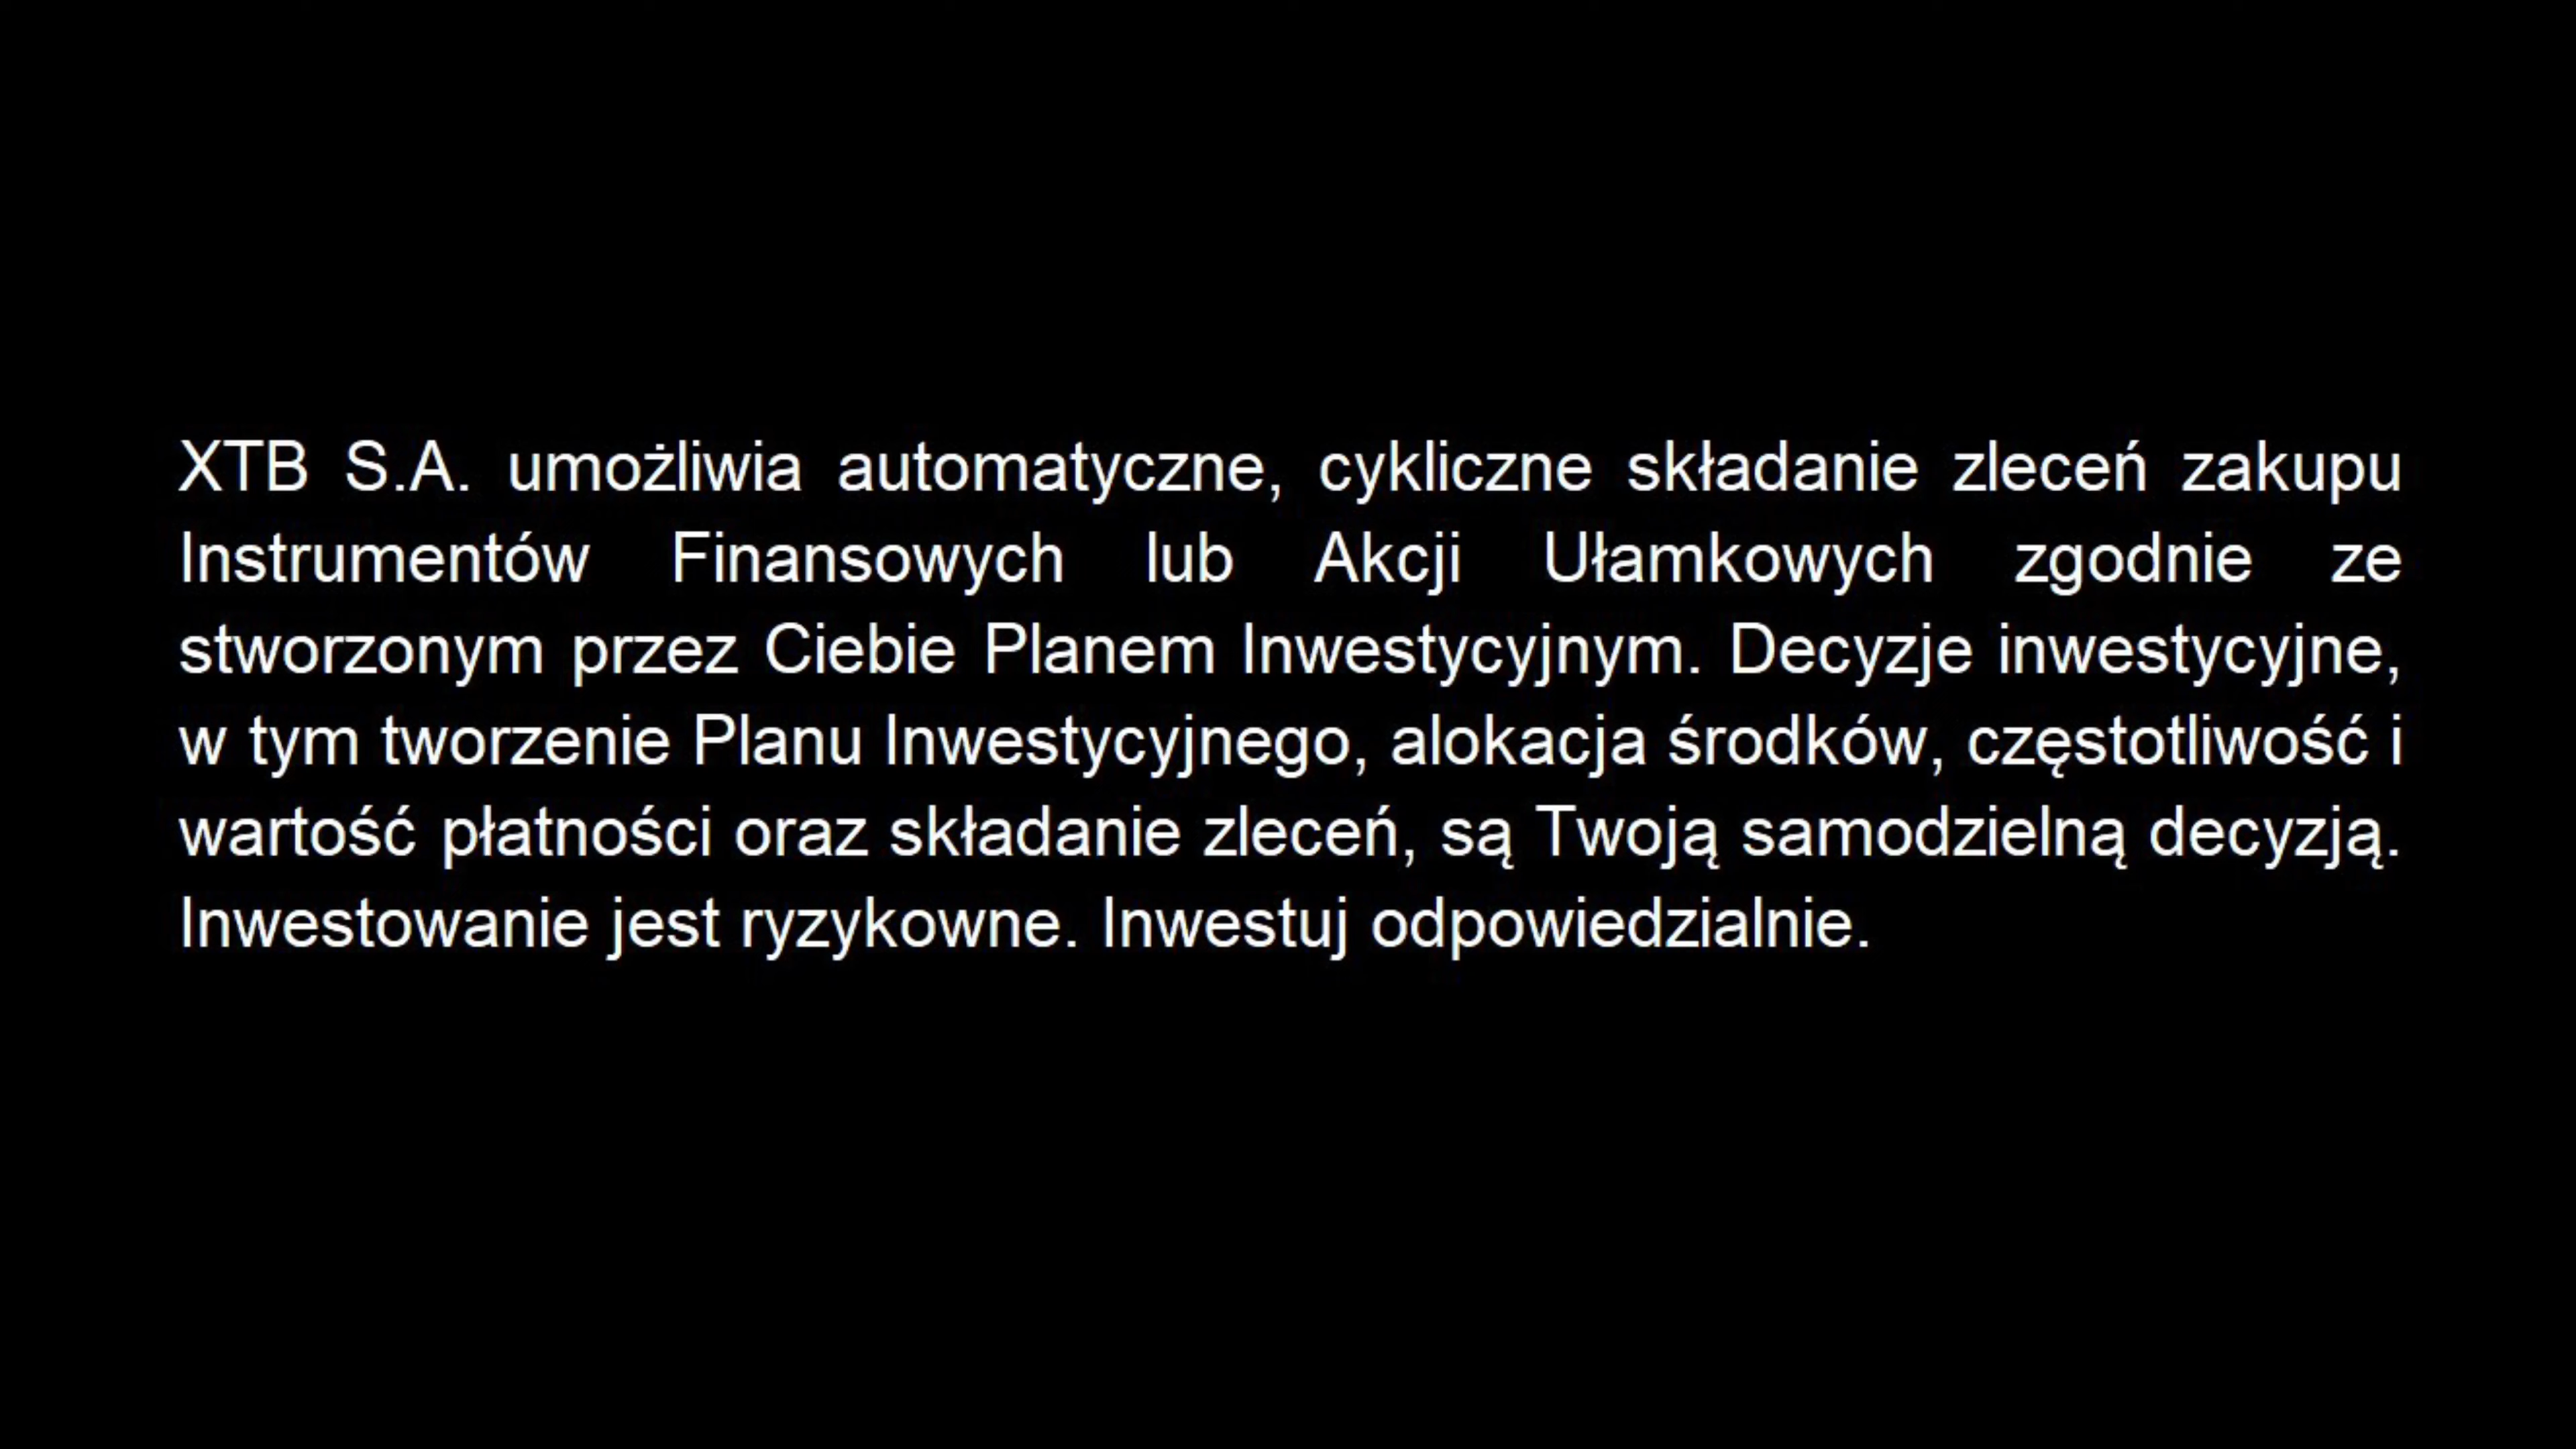 XTB S.A. umożliwia automatyczne, cykliczne składanie zleceń zakupu
Instrumentów Finansowych lub Akcji Ułamkowych zgodnie ze
stworzonym przez Ciebie Planem Inwestycyjnym. Decyzje inwestycyjne,
w tym tworzenie Planu Inwestycyjnego, alokacja środków, częstotliwość i
wartość płatności oraz składanie zleceń, są Twoją samodzielną decyzją.
Inwestowanie jest ryzykowne. Inwestuj odpowiedzialnie.